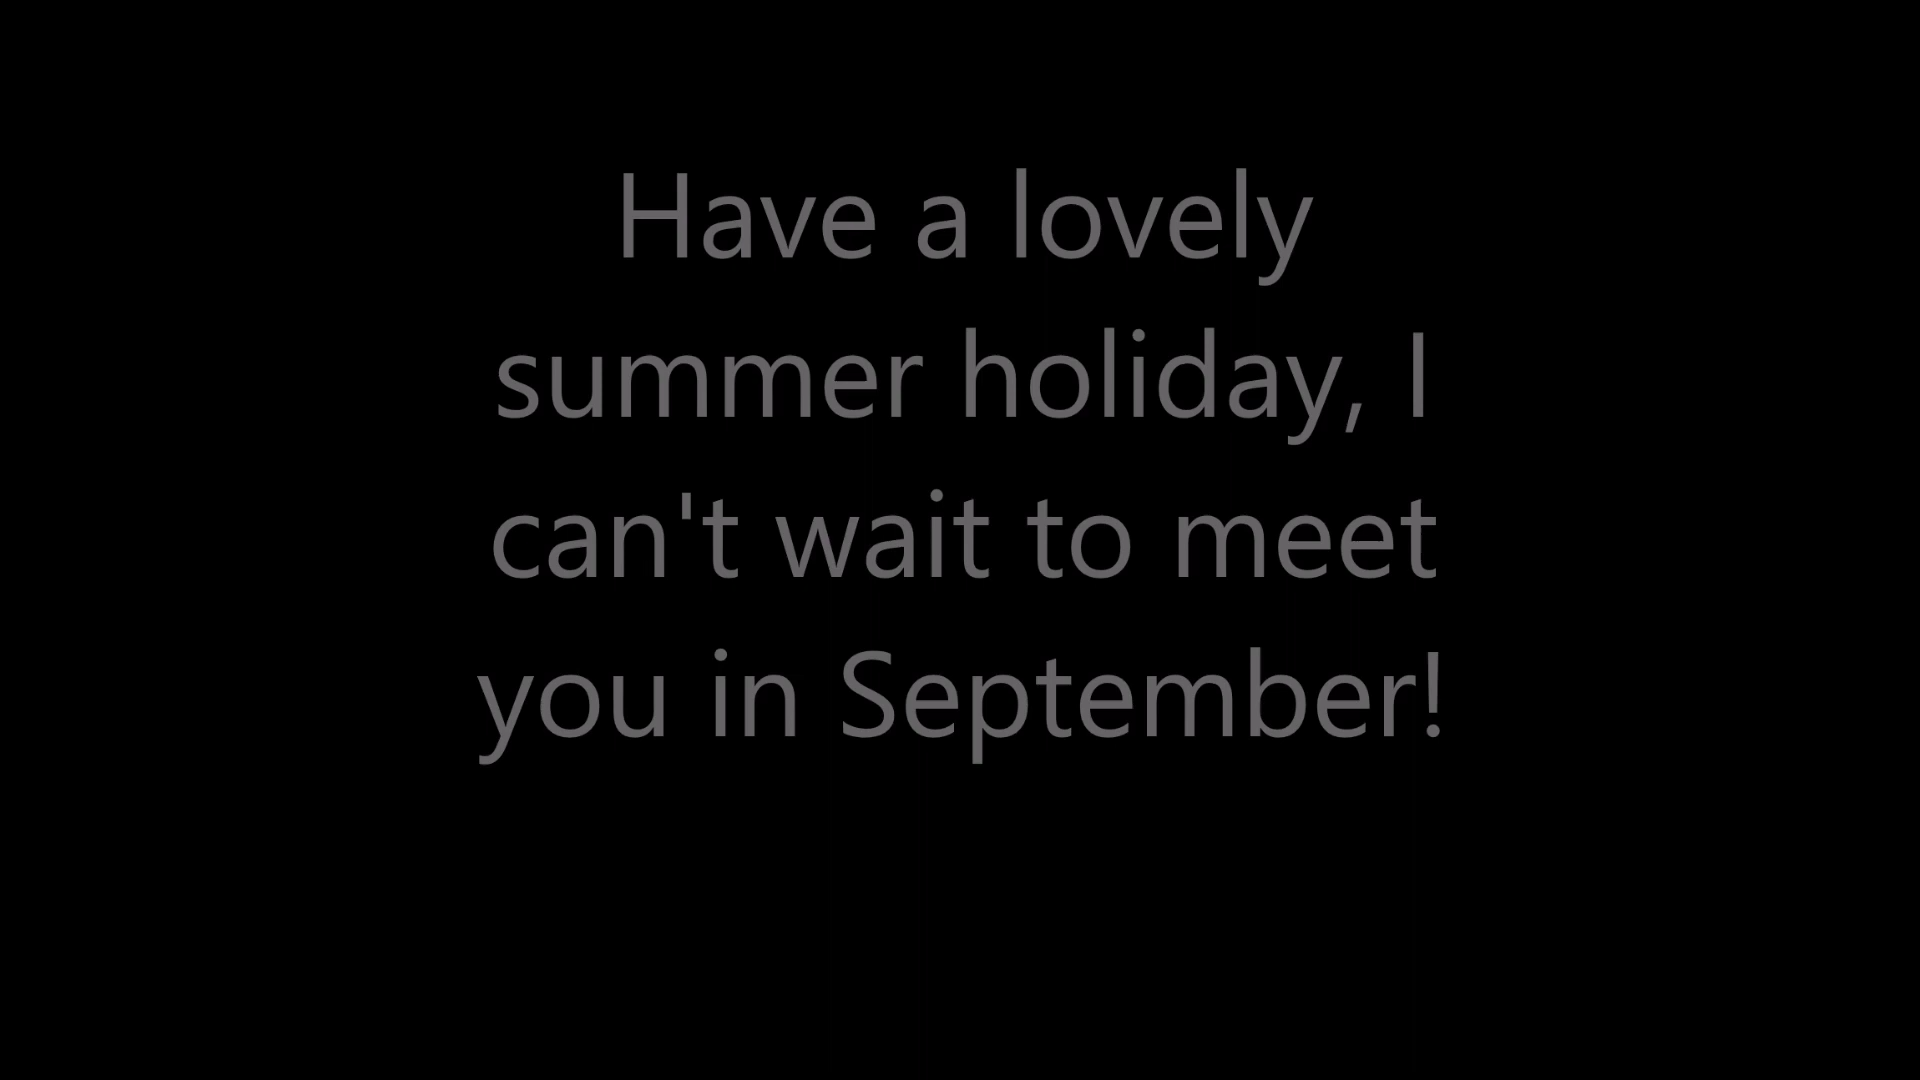 Have a lovely
summer holiday, I
can't wait to meet
you in September!